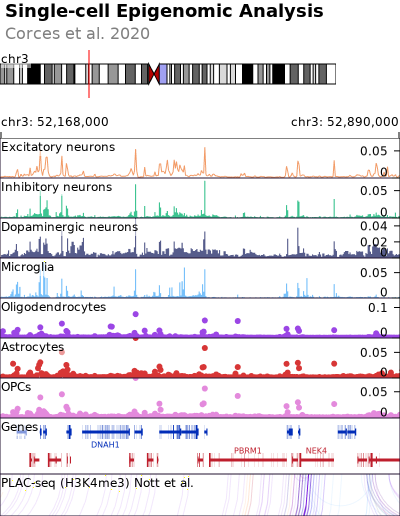 Single-cell Epigenomic Analysis
Corces et al. 2020
chr3
chr3: 52,168,000 chr3: 52,890,000
Excitatory neurons 0.05
0
Inhibitory neurons 0.05
0
Dopaminergic neurons 0.04
0.02
0
Microglia 0.05
0
Oligodendrocytes 0.1
0
Astrocytes 0.05
0
OPCs 0.05
0
Genes
DNAH1
PBRM1 NEK4
PLAC-seq (H3K4me3) Nott et al.